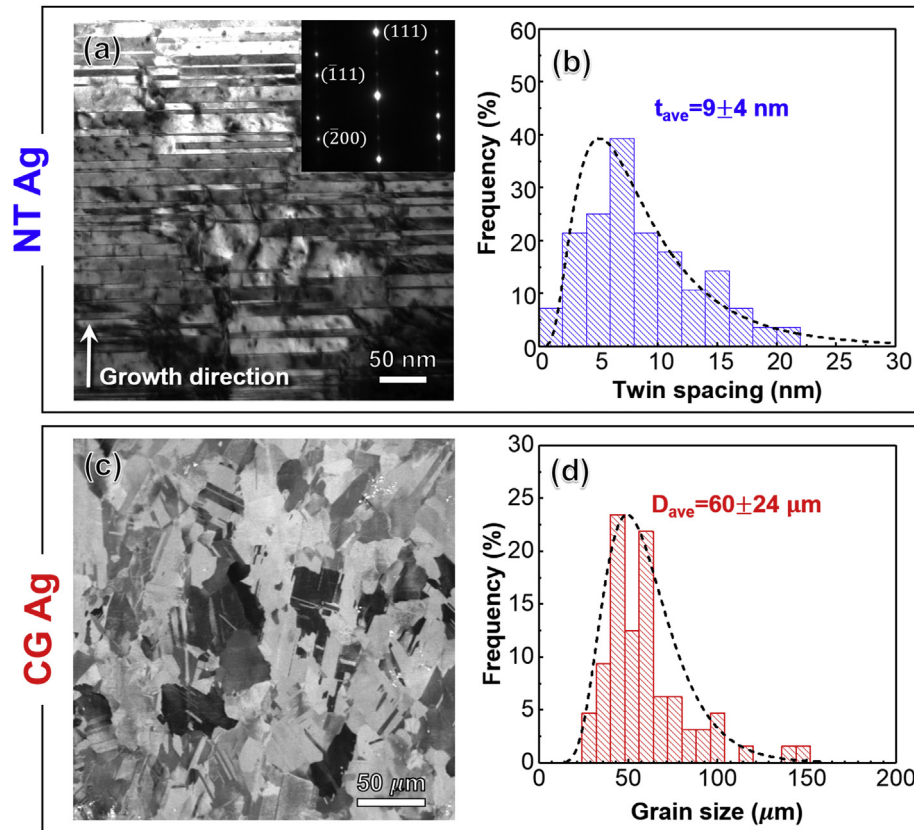 NT Ag
(a)
(111)
(1̄11)
(2̄00)
Growth direction
50 nm
(b)
t_ave=9±4 nm
Frequency (%)
60
50
40
30
20
10
0
0 5 10 15 20 25 30
Twin spacing (nm)
CG Ag
(c)
50 μm
(d)
D_ave=60±24 μm
Frequency (%)
30
25
20
15
10
5
0
0 50 100 150 200
Grain size (μm)